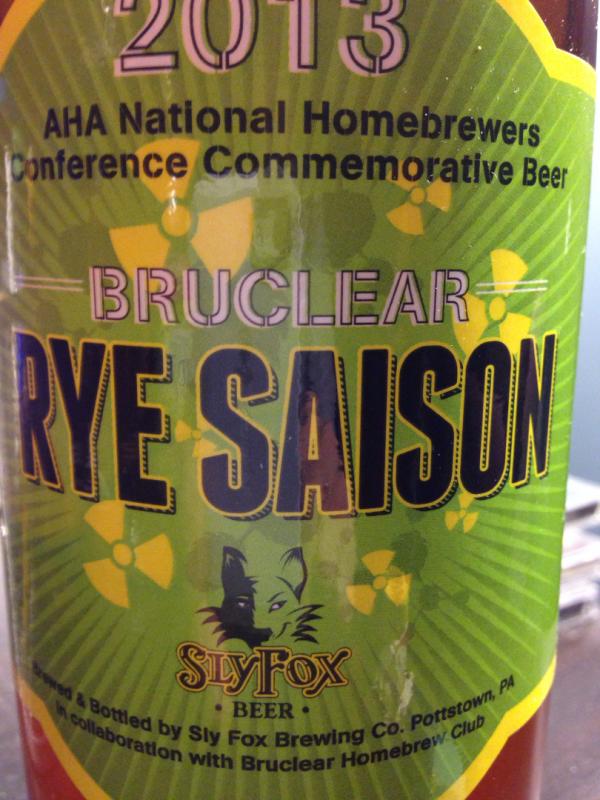 2013
AHA National Homebrewers
Conference Commemorative Beer
BRUCLEAR
RYE SAISON
SLYFOX
• BEER •
Brewed & Bottled by Sly Fox Brewing Co. Pottstown, PA
in collaboration with Bruclear Homebrew Club